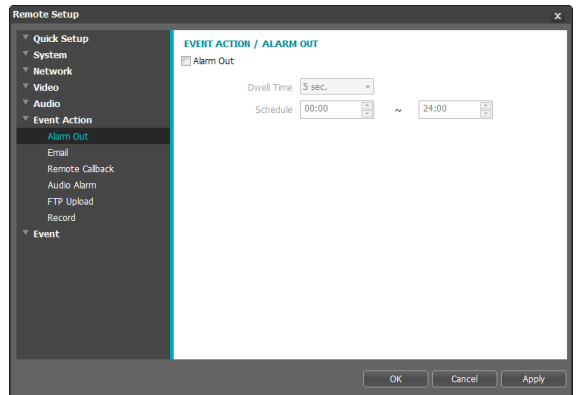 Remote Setup x
Quick Setup
System
Network
Video
Audio
Event Action
Alarm Out
Email
Remote Callback
Audio Alarm
FTP Upload
Record
Event
EVENT ACTION / ALARM OUT
Alarm Out
Dwell Time 5 sec.
Schedule 00:00 ~ 24:00
OK Cancel Apply